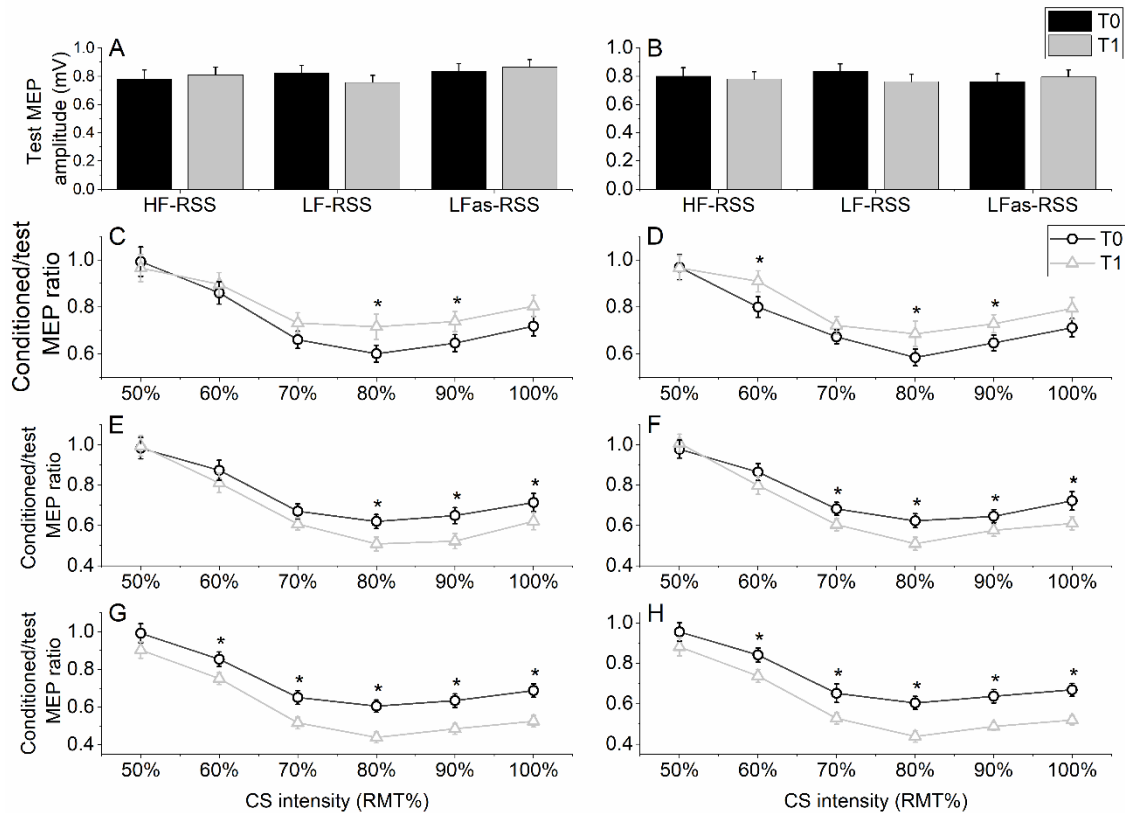 T0
T1
A
B
Test MEP
amplitude (mV)
1.0
0.8
0.6
0.4
0.2
0.0
HF-RSS LF-RSS LFas-RSS
1.0
0.8
0.6
0.4
0.2
0.0
HF-RSS LF-RSS LFas-RSS
C
Conditioned/test
MEP ratio
1.0
0.8
0.6
* *
50% 60% 70% 80% 90% 100%
D
T0
T1
1.0
0.8
0.6
* * *
50% 60% 70% 80% 90% 100%
E
Conditioned/test
MEP ratio
1.0
0.8
0.6
0.4
* * *
50% 60% 70% 80% 90% 100%
F
1.0
0.8
0.6
0.4
* * * *
50% 60% 70% 80% 90% 100%
G
Conditioned/test
MEP ratio
1.0
0.8
0.6
0.4
* * * * *
50% 60% 70% 80% 90% 100%
CS intensity (RMT%)
H
1.0
0.8
0.6
0.4
* * * * *
50% 60% 70% 80% 90% 100%
CS intensity (RMT%)